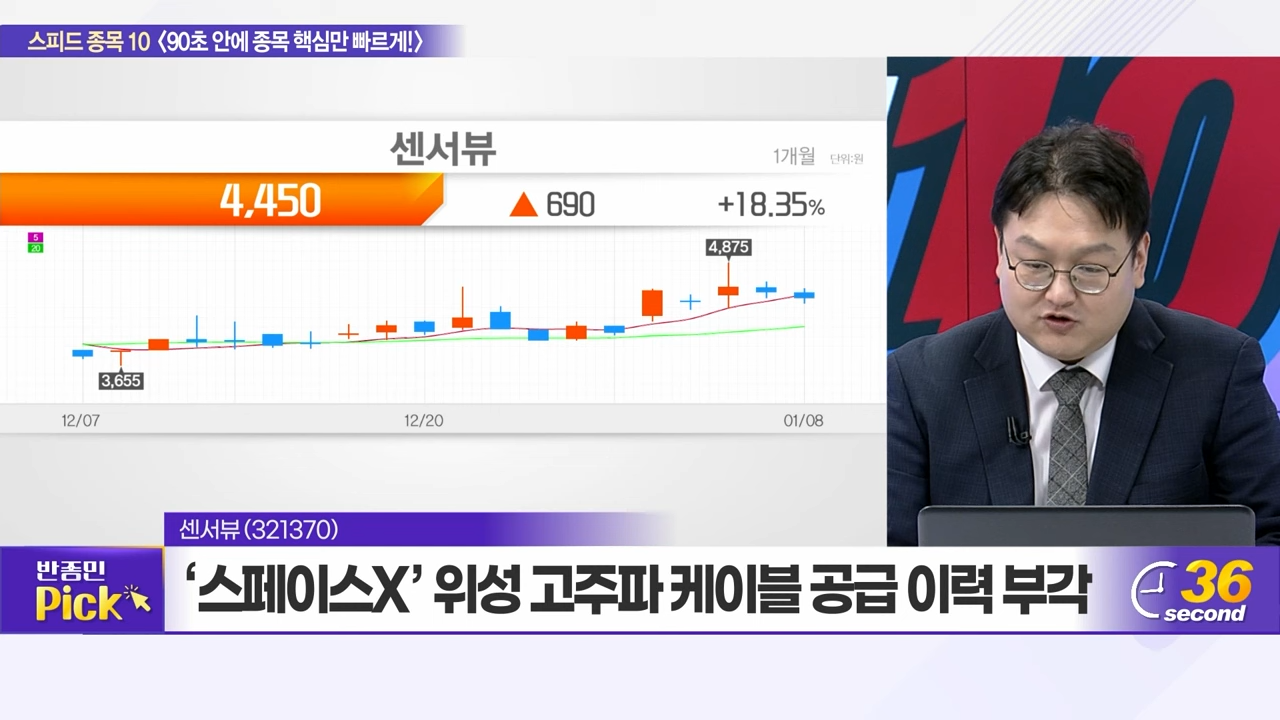 스피드 종목 10 〈90초 안에 종목 핵심만 빠르게!〉
센서뷰
1개월 단위:원
4,450 ▲ 690 +18.35%
5
20
4,875
3,655
12/07 12/20 01/08
10
센서뷰(321370)
반종민
Pick
‘스페이스X’ 위성 고주파 케이블 공급 이력 부각
36
second